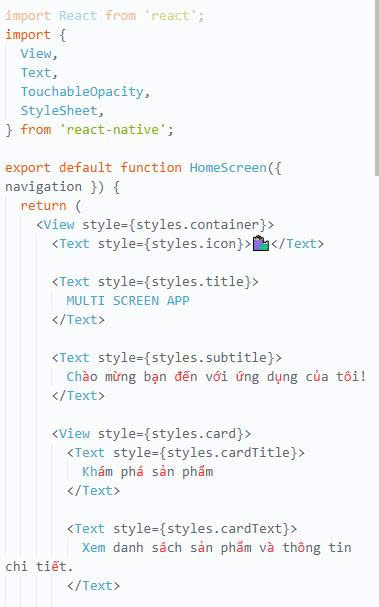 import React from 'react';
import {
View,
Text,
TouchableOpacity,
StyleSheet,
} from 'react-native';
export default function HomeScreen({
navigation }) {
return (
<View style={styles.container}>
<Text style={styles.icon}>🛍️</Text>
<Text style={styles.title}>
MULTI SCREEN APP
</Text>
<Text style={styles.subtitle}>
Chào mừng bạn đến với ứng dụng của tôi!
</Text>
<View style={styles.card}>
<Text style={styles.cardTitle}>
Khám phá sản phẩm
</Text>
<Text style={styles.cardText}>
Xem danh sách sản phẩm và thông tin
chi tiết.
</Text>